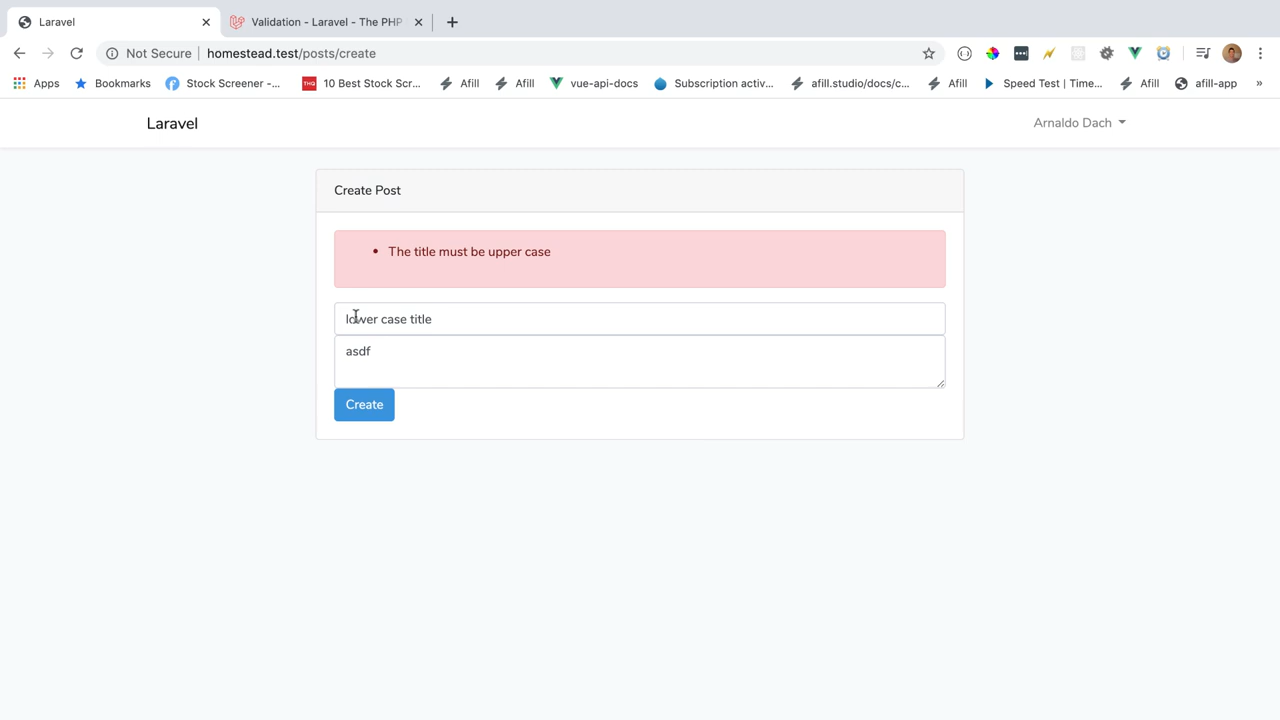 Laravel
Validation - Laravel - The PHP
Not Secure homestead.test/posts/create
Apps Bookmarks Stock Screener -... THQ 10 Best Stock Scr... Afill Afill vue-api-docs Subscription activ... afill.studio/docs/c... Afill Speed Test | Time... Afill afill-app »
Laravel Arnaldo Dach
Create Post
• The title must be upper case
lower case title
asdf
Create